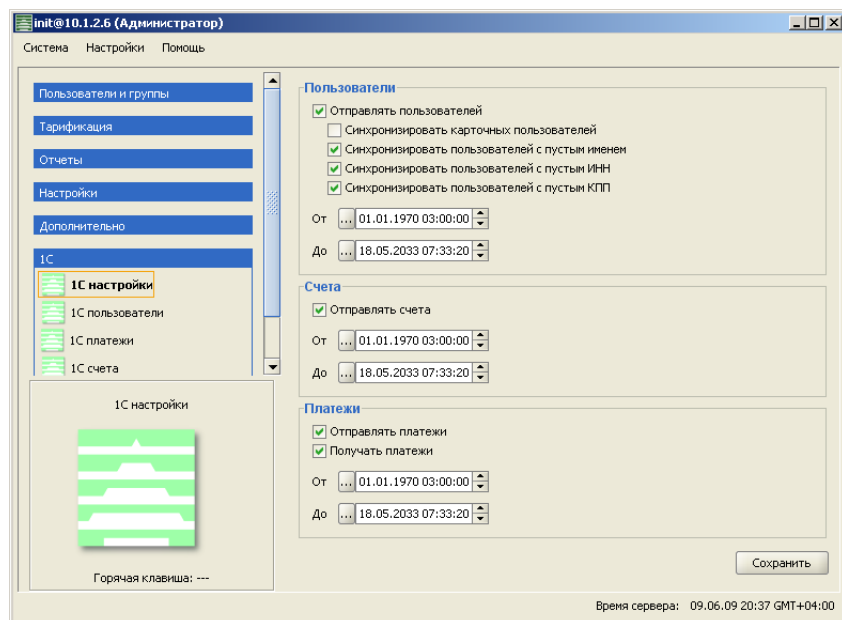 init@10.1.2.6 (Администратор)
Система Настройки Помощь
Пользователи и группы
Тарификация
Отчеты
Настройки
Дополнительно
1С
1С настройки
1С пользователи
1С платежи
1С счета
1С настройки
Горячая клавиша: ---
Пользователи
Отправлять пользователей
Синхронизировать карточных пользователей
Синхронизировать пользователей с пустым именем
Синхронизировать пользователей с пустым ИНН
Синхронизировать пользователей с пустым КПП
От ... 01.01.1970 03:00:00
До ... 18.05.2033 07:33:20
Счета
Отправлять счета
От ... 01.01.1970 03:00:00
До ... 18.05.2033 07:33:20
Платежи
Отправлять платежи
Получать платежи
От ... 01.01.1970 03:00:00
До ... 18.05.2033 07:33:20
Сохранить
Время сервера: 09.06.09 20:37 GMT+04:00